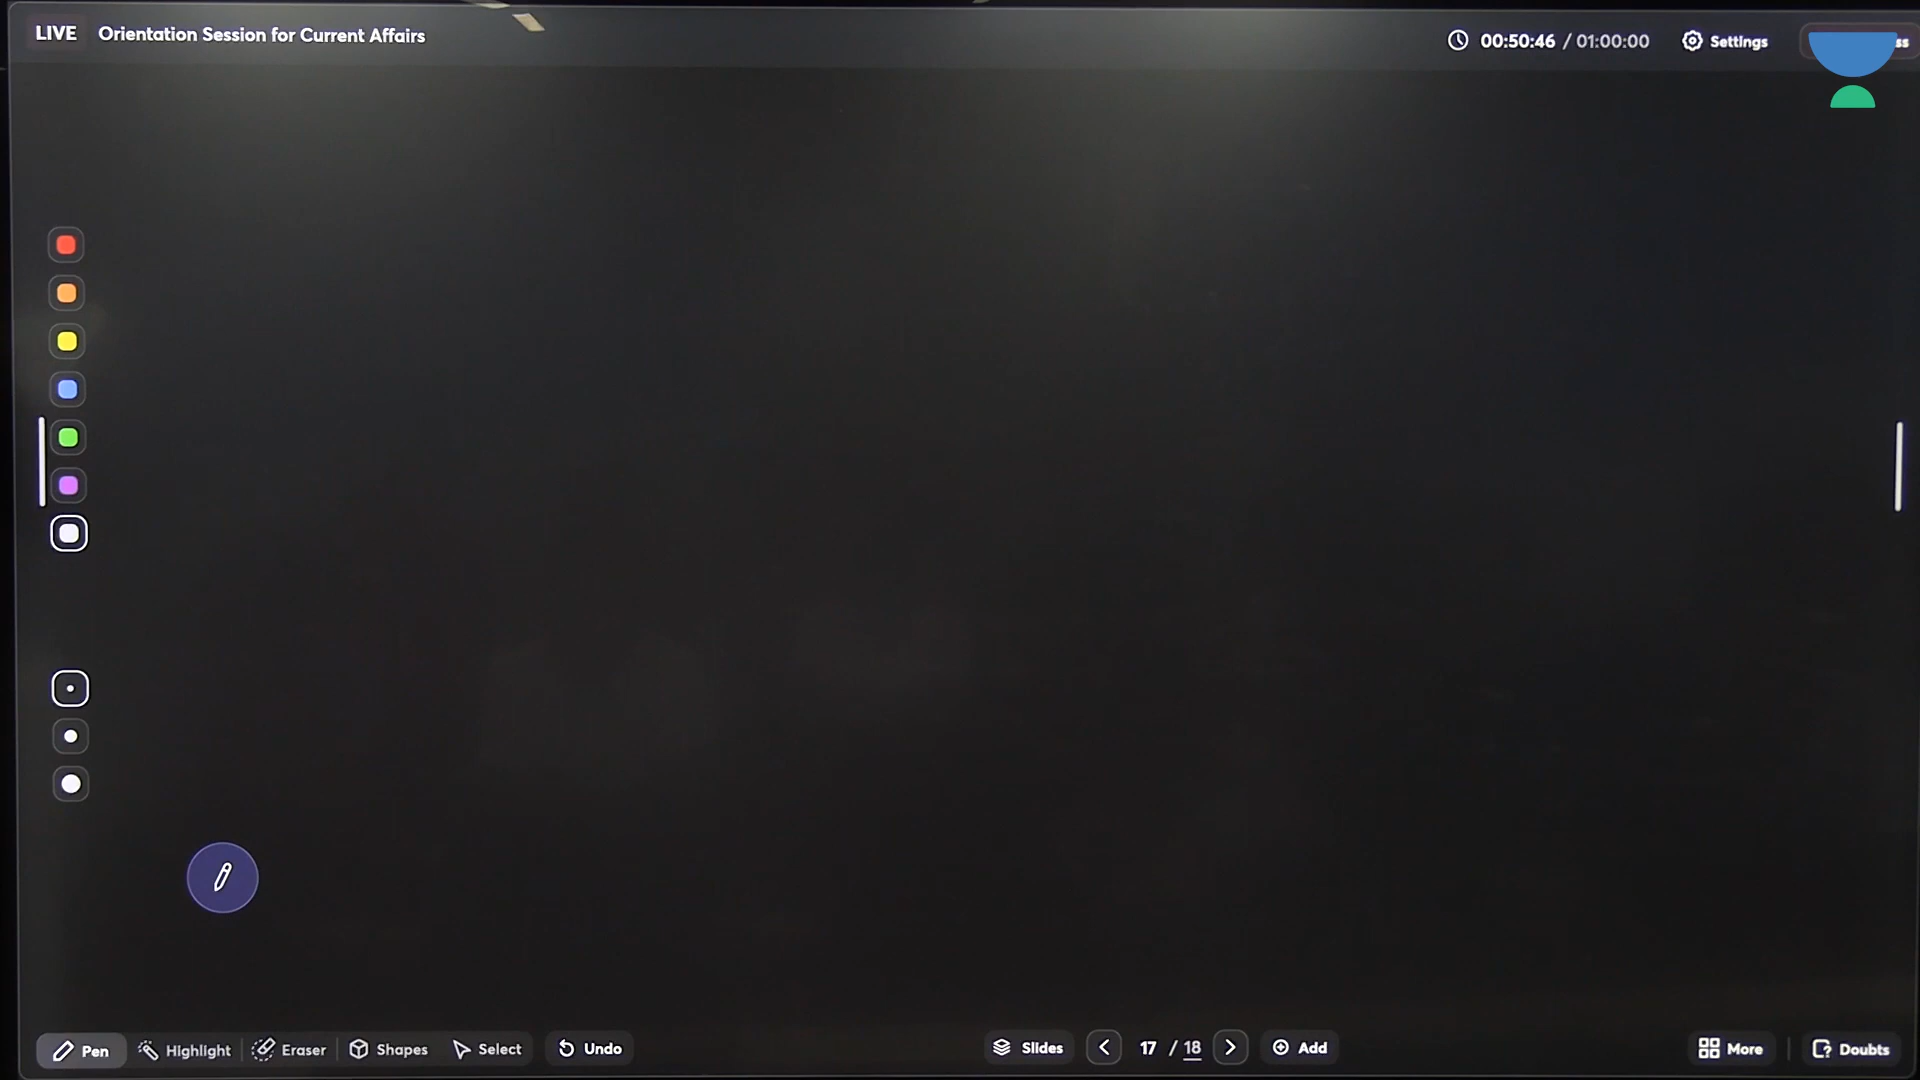 LIVE Orientation Session for Current Affairs
00:50:46 / 01:00:00 Settings
Pen Highlight Eraser Shapes Select Undo Slides 17 / 18 Add More Doubts